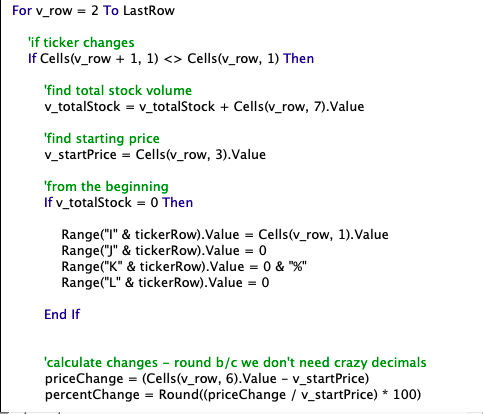 For v_row = 2 To LastRow
'if ticker changes
If Cells(v_row + 1, 1) <> Cells(v_row, 1) Then
'find total stock volume
v_totalStock = v_totalStock + Cells(v_row, 7).Value
'find starting price
v_startPrice = Cells(v_row, 3).Value
'from the beginning
If v_totalStock = 0 Then
Range("I" & tickerRow).Value = Cells(v_row, 1).Value
Range("J" & tickerRow).Value = 0
Range("K" & tickerRow).Value = 0 & "%"
Range("L" & tickerRow).Value = 0
End If
'calculate changes - round b/c we don't need crazy decimals
priceChange = (Cells(v_row, 6).Value - v_startPrice)
percentChange = Round((priceChange / v_startPrice) * 100)